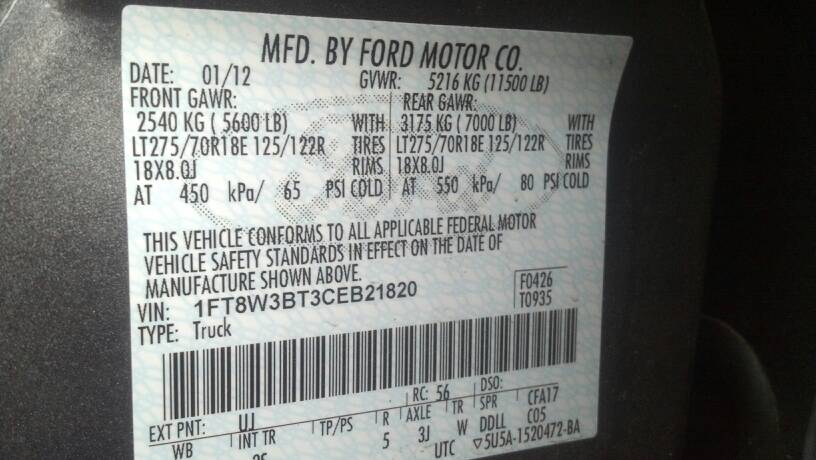 MFD. BY FORD MOTOR CO.
DATE: 01/12 GVWR: 5216 KG (11500 LB)
FRONT GAWR: REAR GAWR:
2540 KG ( 5600 LB) WITH 3175 KG ( 7000 LB) WITH
LT275/70R18E 125/122R TIRES LT275/70R18E 125/122R TIRES
18X8.0J RIMS 18X8.0J RIMS
AT 450 kPa/ 65 PSI COLD AT 550 kPa/ 80 PSI COLD
THIS VEHICLE CONFORMS TO ALL APPLICABLE FEDERAL MOTOR
VEHICLE SAFETY STANDARDS IN EFFECT ON THE DATE OF
MANUFACTURE SHOWN ABOVE.
VIN: 1FT8W3BT3CEB21820 F0426
TYPE: Truck T0935
EXT PNT: UJ RC: 56 DSO:
WB INT TR TP/PS R AXLE TR SPR CFA17
5 3J W DDLL C05
UTC ▽5U5A-1520472-BA